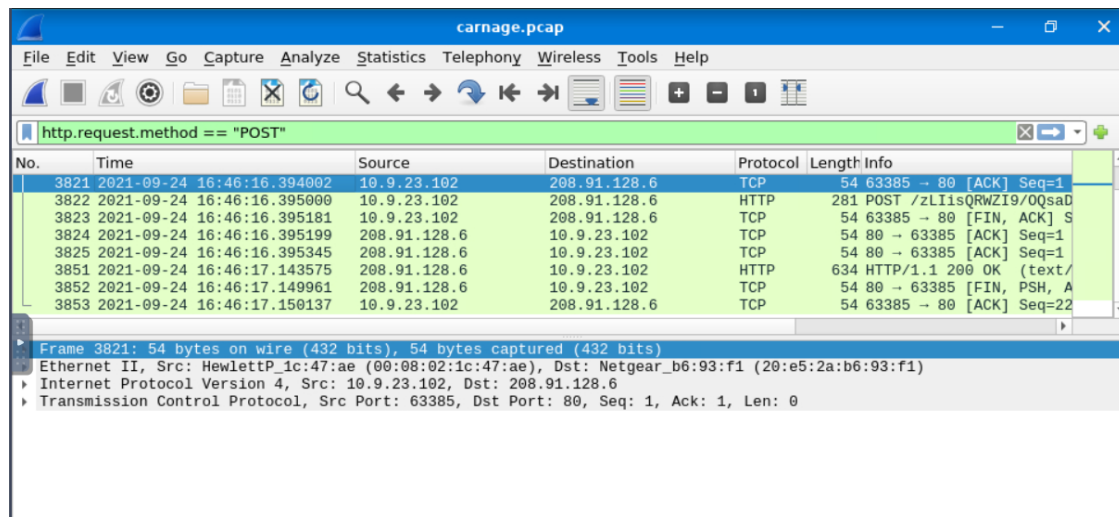 carnage.pcap
File Edit View Go Capture Analyze Statistics Telephony Wireless Tools Help
http.request.method == "POST"
No. Time Source Destination Protocol Length Info
3821 2021-09-24 16:46:16.394002 10.9.23.102 208.91.128.6 TCP 54 63385 → 80 [ACK] Seq=1
3822 2021-09-24 16:46:16.395000 10.9.23.102 208.91.128.6 HTTP 281 POST /zLIisQRWZI9/OQsaD
3823 2021-09-24 16:46:16.395181 10.9.23.102 208.91.128.6 TCP 54 63385 → 80 [FIN, ACK] S
3824 2021-09-24 16:46:16.395199 208.91.128.6 10.9.23.102 TCP 54 80 → 63385 [ACK] Seq=1
3825 2021-09-24 16:46:16.395345 208.91.128.6 10.9.23.102 TCP 54 80 → 63385 [ACK] Seq=1
3851 2021-09-24 16:46:17.143575 208.91.128.6 10.9.23.102 HTTP 634 HTTP/1.1 200 OK (text/
3852 2021-09-24 16:46:17.149961 208.91.128.6 10.9.23.102 TCP 54 80 → 63385 [FIN, PSH, A
3853 2021-09-24 16:46:17.150137 10.9.23.102 208.91.128.6 TCP 54 63385 → 80 [ACK] Seq=22
Frame 3821: 54 bytes on wire (432 bits), 54 bytes captured (432 bits)
Ethernet II, Src: HewlettP_1c:47:ae (00:08:02:1c:47:ae), Dst: Netgear_b6:93:f1 (20:e5:2a:b6:93:f1)
Internet Protocol Version 4, Src: 10.9.23.102, Dst: 208.91.128.6
Transmission Control Protocol, Src Port: 63385, Dst Port: 80, Seq: 1, Ack: 1, Len: 0